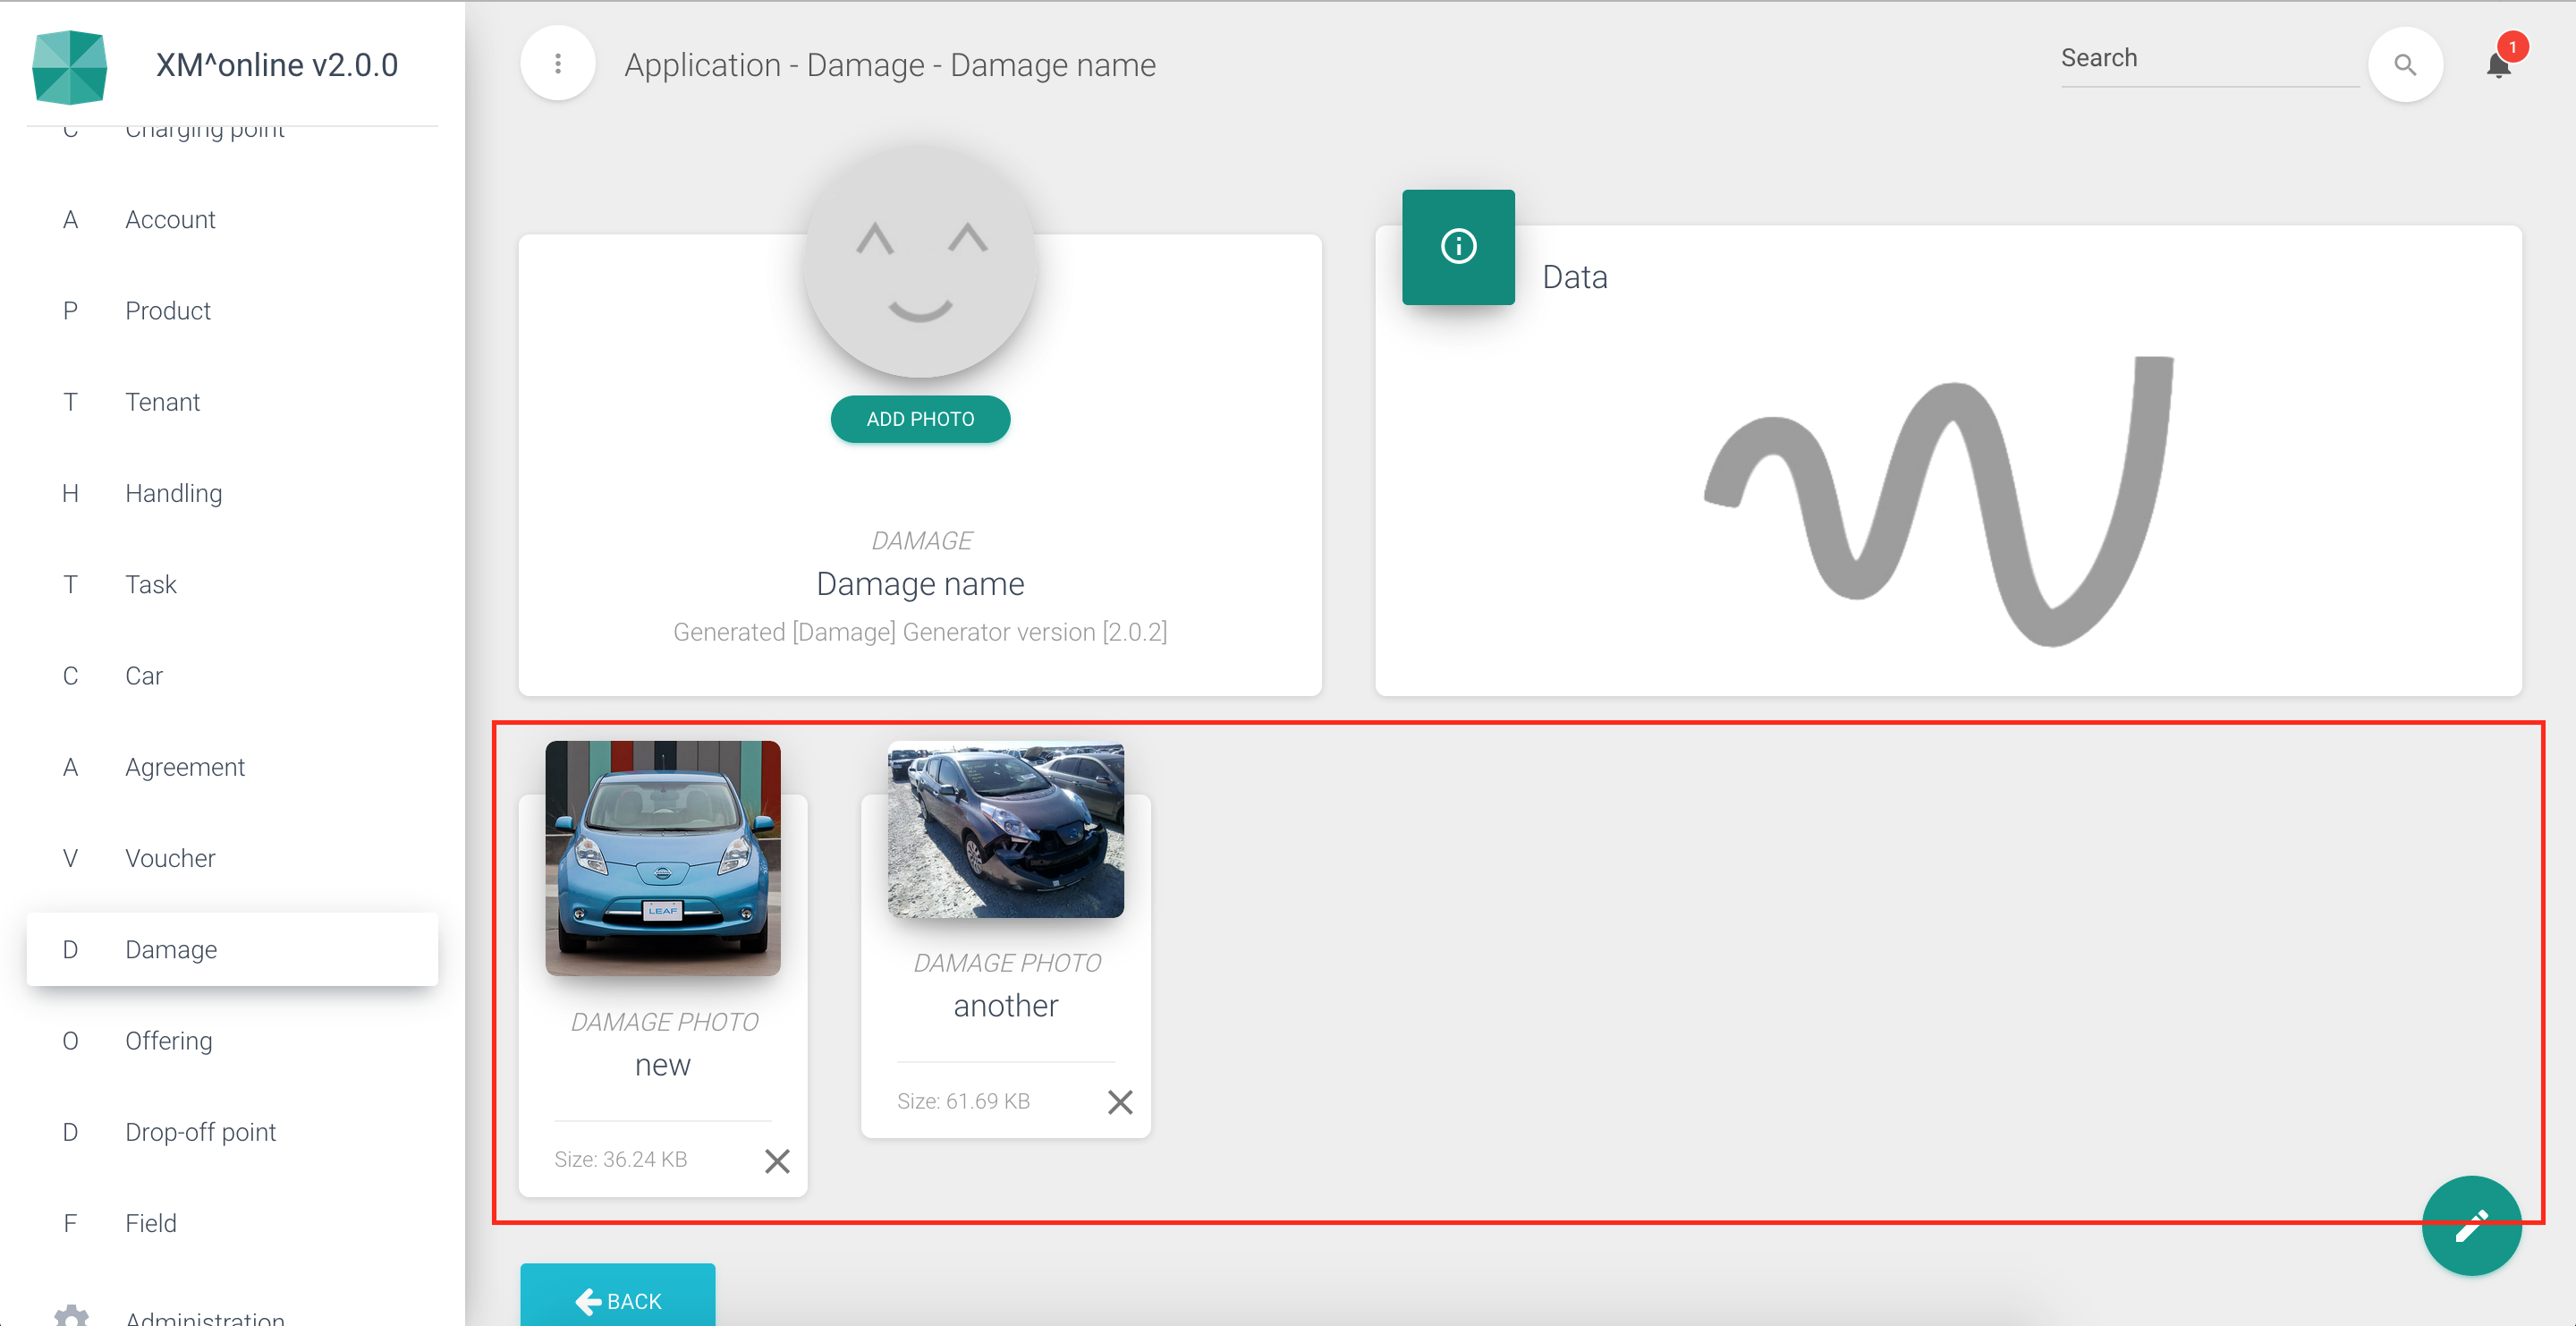 XM^online v2.0.0
C Charging point
A Account
P Product
T Tenant
H Handling
T Task
C Car
A Agreement
V Voucher
D Damage
O Offering
D Drop-off point
F Field
Administration
Application - Damage - Damage name
Search
1
ADD PHOTO
DAMAGE
Damage name
Generated [Damage] Generator version [2.0.2]
Data
LEAF
DAMAGE PHOTO
new
Size: 36.24 KB
DAMAGE PHOTO
another
Size: 61.69 KB
BACK